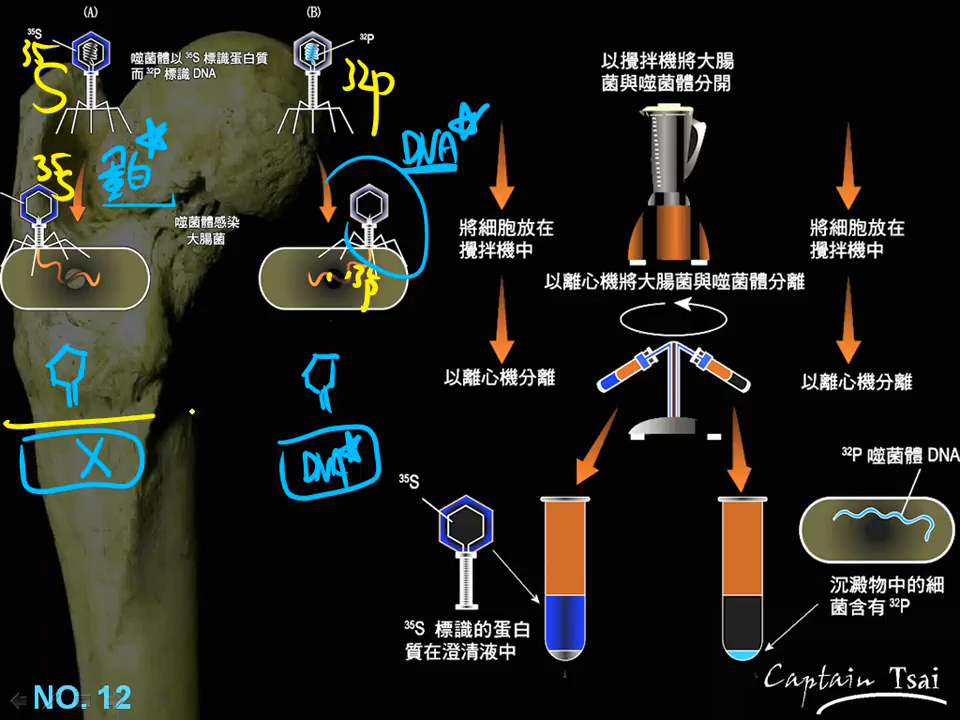 (A)
(B)
35S
32P
噬菌體以 35S 標識蛋白質
而 32P 標識 DNA
35
S
32P
35
S
蛋白
DNA
噬菌體感染
大腸菌
32
P
X
DNA
以攪拌機將大腸
菌與噬菌體分開
將細胞放在
攪拌機中
將細胞放在
攪拌機中
以離心機將大腸菌與噬菌體分離
以離心機分離
以離心機分離
35S
32P 噬菌體 DNA
35S 標識的蛋白
質在澄清液中
沉澱物中的細
菌含有 32P
Captain Tsai
NO. 12